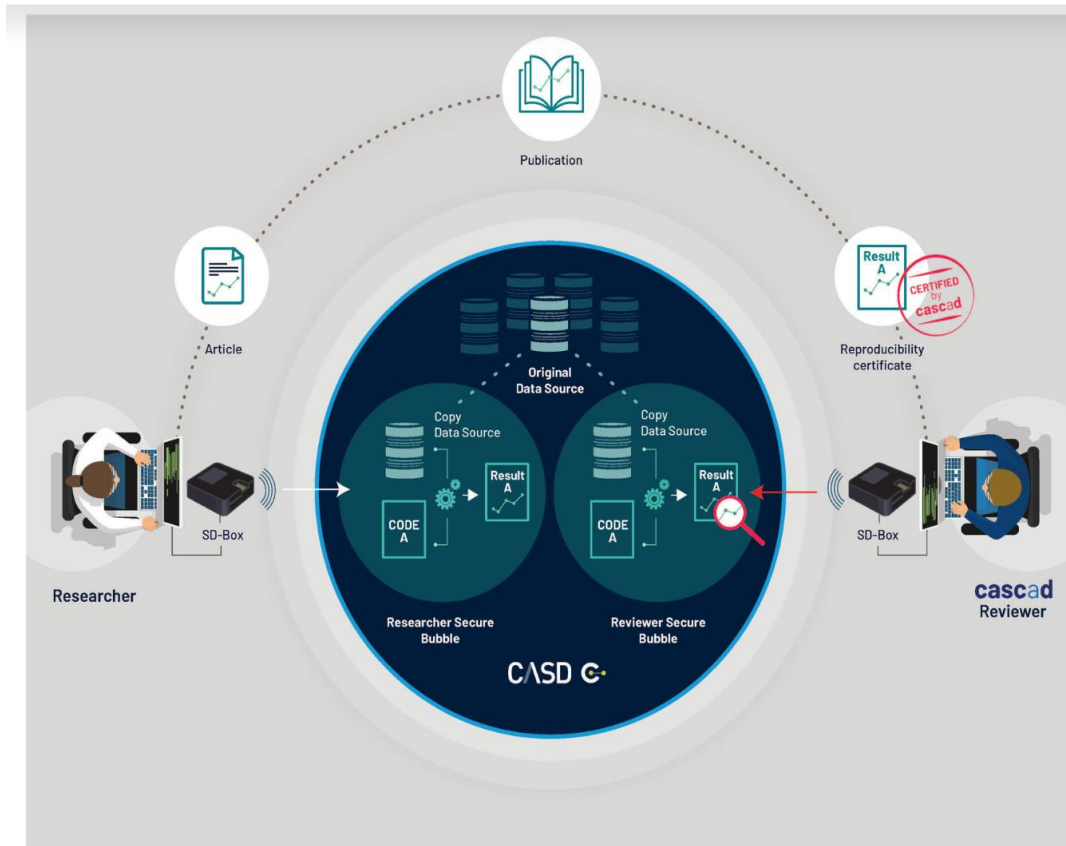 Publication
Article
Result
A
CERTIFIED
by
cascad
Reproducibility
certificate
Original
Data Source
Copy
Data Source
CODE
A
Result
A
Researcher Secure
Bubble
Copy
Data Source
CODE
A
Result
A
Reviewer Secure
Bubble
CASD
SD-Box
Researcher
SD-Box
cascad
Reviewer